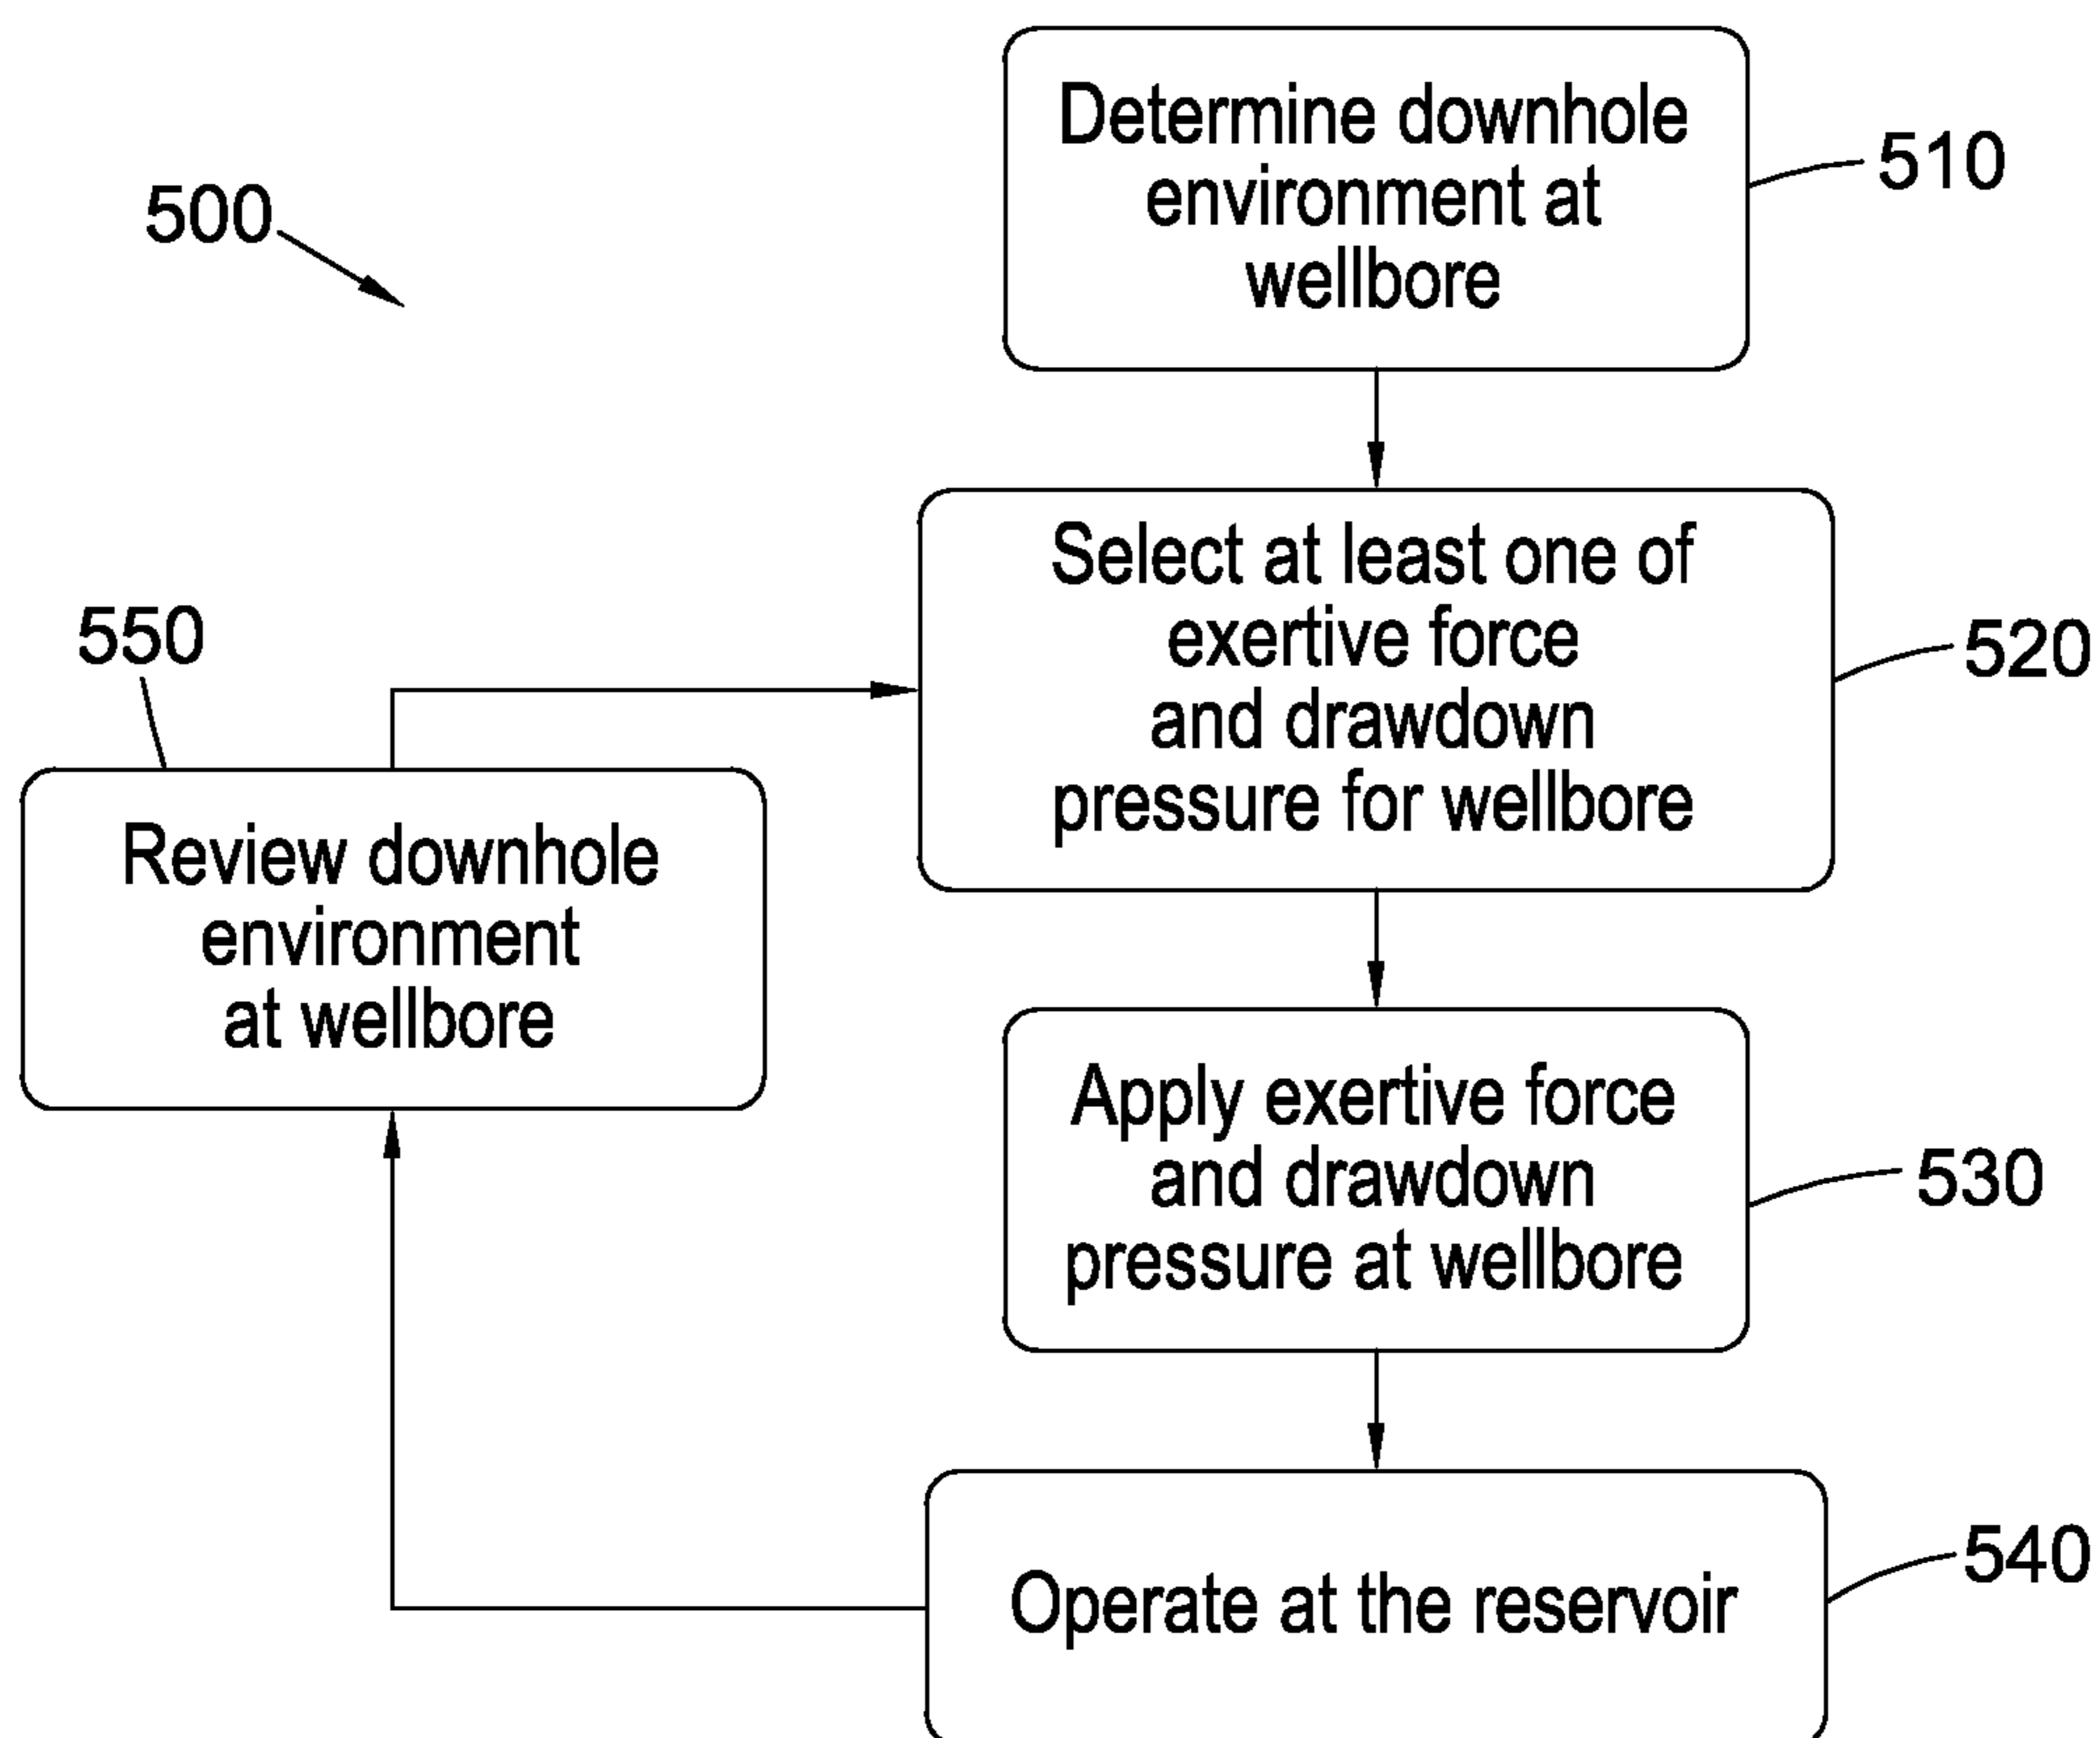 Determine downhole
environment at
wellbore
510
500
Select at least one of
exertive force
and drawdown
pressure for wellbore
520
550
Review downhole
environment
at wellbore
Apply exertive force
and drawdown
pressure at wellbore
530
Operate at the reservoir
540